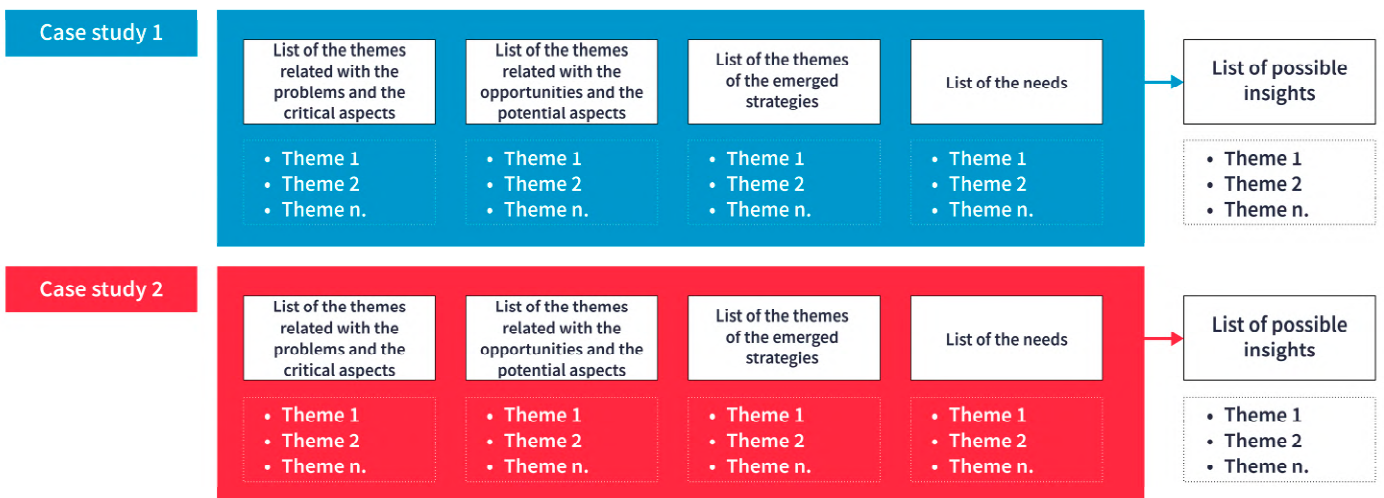 Case study 1
List of the themes
related with the
problems and the
critical aspects
List of the themes
related with the
opportunities and the
potential aspects
List of the themes
of the emerged
strategies
List of the needs
List of possible
insights
• Theme 1
• Theme 2
• Theme n.
• Theme 1
• Theme 2
• Theme n.
• Theme 1
• Theme 2
• Theme n.
• Theme 1
• Theme 2
• Theme n.
• Theme 1
• Theme 2
• Theme n.
Case study 2
List of the themes
related with the
problems and the
critical aspects
List of the themes
related with the
opportunities and the
potential aspects
List of the themes
of the emerged
strategies
List of the needs
List of possible
insights
• Theme 1
• Theme 2
• Theme n.
• Theme 1
• Theme 2
• Theme n.
• Theme 1
• Theme 2
• Theme n.
• Theme 1
• Theme 2
• Theme n.
• Theme 1
• Theme 2
• Theme n.